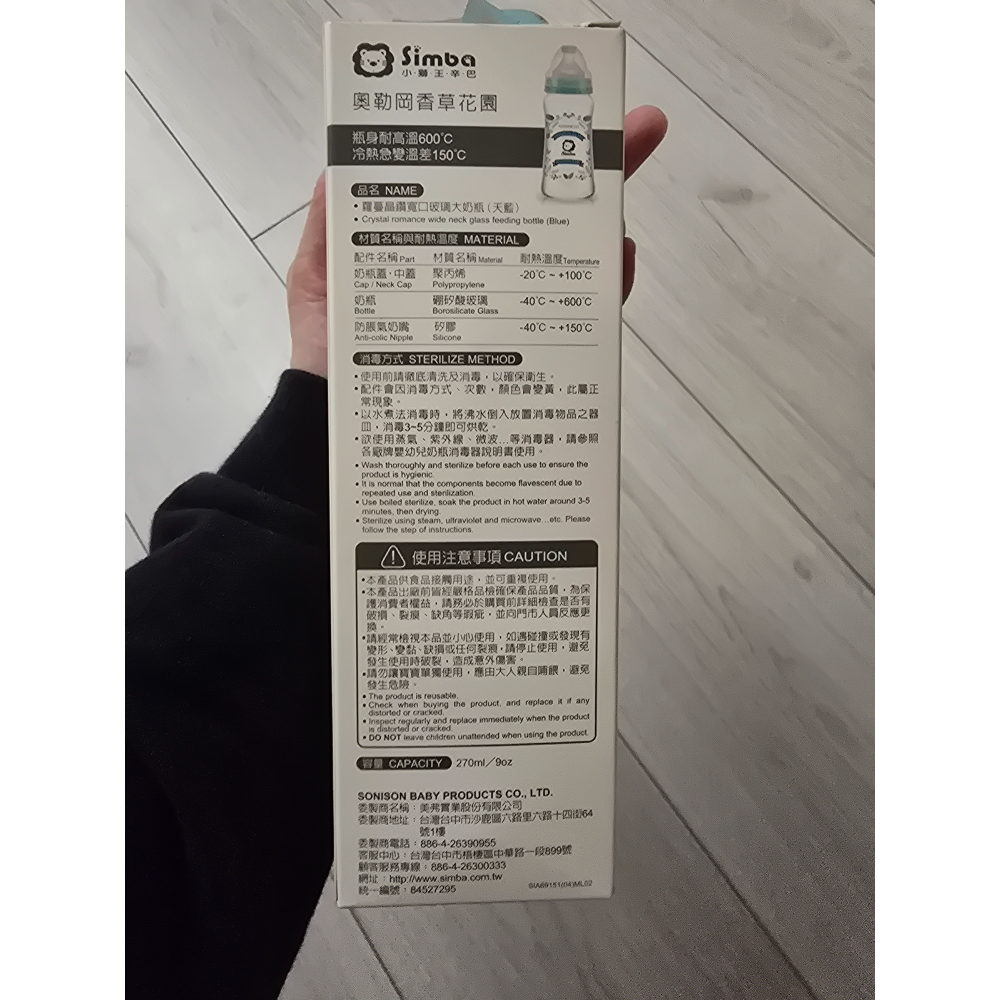 Simba
小·獅·王·辛·巴
奧勒岡香草花園
瓶身耐高溫600°C
冷熱急變溫差150°C
Simba
品名 NAME
• 蘿蔓晶鑽寬口玻璃大奶瓶(天藍)
• Crystal romance wide neck glass feeding bottle (Blue)
材質名稱與耐熱溫度 MATERIAL
配件名稱 Part 材質名稱 Material 耐熱溫度 Temperature
奶瓶蓋·中蓋 聚丙烯 -20°C ~ +100°C
Cap / Neck Cap Polypropylene
奶瓶 硼矽酸玻璃 -40°C ~ +600°C
Bottle Borosilicate Glass
防脹氣奶嘴 矽膠 -40°C ~ +150°C
Anti-colic Nipple Silicone
消毒方式 STERILIZE METHOD
•使用前請徹底清洗及消毒，以確保衛生。
•配件會因消毒方式、次數，顏色會變黃，此屬正
常現象。
•以水煮法消毒時，將沸水倒入放置消毒物品之器
皿，消毒3~5分鐘即可烘乾。
•欲使用蒸氣、紫外線、微波...等消毒器，請參照
各廠牌嬰幼兒奶瓶消毒器說明書使用。
• Wash thoroughly and sterilize before each use to ensure the
product is hygienic.
• It is normal that the components become flavescent due to
repeated use and sterilization.
• Use boiled sterilize, soak the product in hot water around 3-5
minutes, then drying.
• Sterilize using steam, ultraviolet and microwave...etc. Please
follow the step of instructions.
使用注意事項 CAUTION
•本產品供食品接觸用途，並可重複使用。
•本產品出廠前皆經嚴格品檢確保產品品質，為保
護消費者權益，請務必於購買前詳細檢查是否有
破損、裂痕、缺角等瑕疵，並向門市人員反應更
換。
•請經常檢視本品並小心使用，如遇碰撞或發現有
變形、變黏、缺損或任何裂痕，請停止使用，避免
發生使用時破裂，造成意外傷害。
•請勿讓寶寶單獨使用，應由大人親自哺餵，避免
發生危險。
• The product is reusable.
• Check when buying the product, and replace it if any
distorted or cracked.
• Inspect regularly and replace immediately when the product
is distorted or cracked.
• DO NOT leave children unattended when using the product.
容量 CAPACITY 270ml／9oz
SONISON BABY PRODUCTS CO., LTD.
委製商名稱：美弗實業股份有限公司
委製商地址：台灣台中市沙鹿區六路里六路十四街64
號1樓
委製商電話：886-4-26390955
客服中心：台灣台中市梧棲區中華路一段899號
顧客服務專線：886-4-26300333
網址：http://www.simba.com.tw
統一編號：84527295
SIA69151(04)ML02